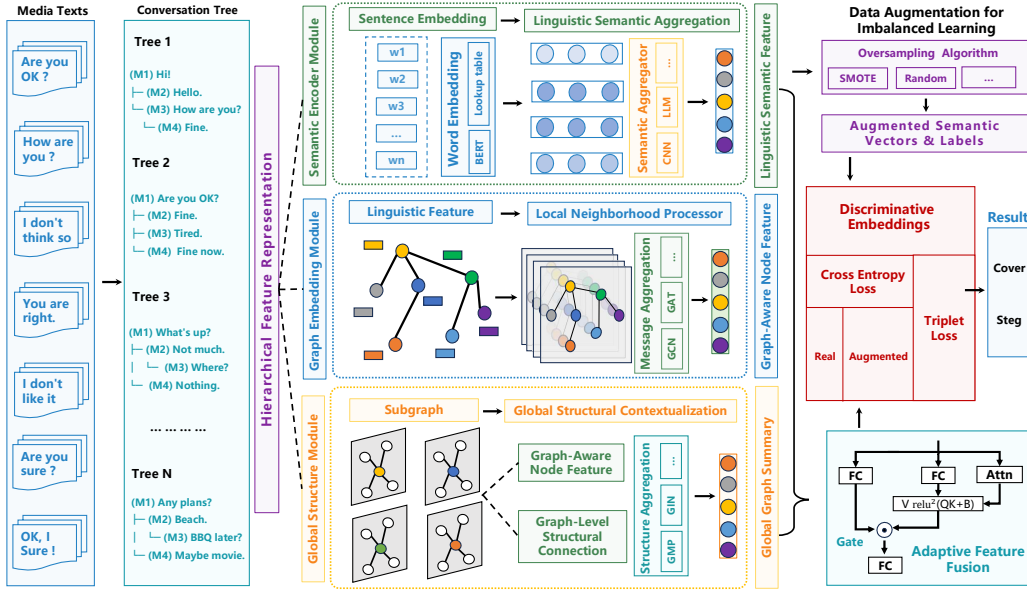 Media Texts
Are you
OK ?
How are
you ?
I don't
think so
You are
right.
I don't
like it
Are you
sure ?
OK, I
Sure !
Conversation Tree
Tree 1
(M1) Hi!
├─ (M2) Hello.
└─ (M3) How are you?
└─ (M4) Fine.
Tree 2
(M1) Are you OK?
├─ (M2) Fine.
├─ (M3) Tired.
└─ (M4) Fine now.
Tree 3
(M1) What's up?
├─ (M2) Not much.
│ └─ (M3) Where?
└─ (M4) Nothing.
... ... ... ...
Tree N
(M1) Any plans?
├─ (M2) Beach.
│ └─ (M3) BBQ later?
└─ (M4) Maybe movie.
Hierarchical Feature Representation
Semantic Encoder Module
Sentence Embedding
Linguistic Semantic Aggregation
w1
w2
w3
...
wn
Word Embedding
Lookup table
BERT
Semantic Aggregator
...
LLM
CNN
Linguistic Semantic Feature
Graph Embedding Module
Linguistic Feature
Local Neighborhood Processor
Message Aggregation
...
GAT
GCN
Graph-Aware Node Feature
Global Structure Module
Subgraph
Global Structural Contextualization
Graph-Aware
Node Feature
Graph-Level
Structural
Connection
Structure Aggregation
...
GIN
GMP
Global Graph Summary
Data Augmentation for
Imbalanced Learning
Oversampling Algorithm
SMOTE
Random
...
Augmented Semantic
Vectors & Labels
Discriminative
Embeddings
Cross Entropy
Loss
Real
Augmented
Triplet
Loss
Result
Cover
Steg
FC
FC
Attn
V relu²(QK+B)
Gate
FC
Adaptive Feature
Fusion